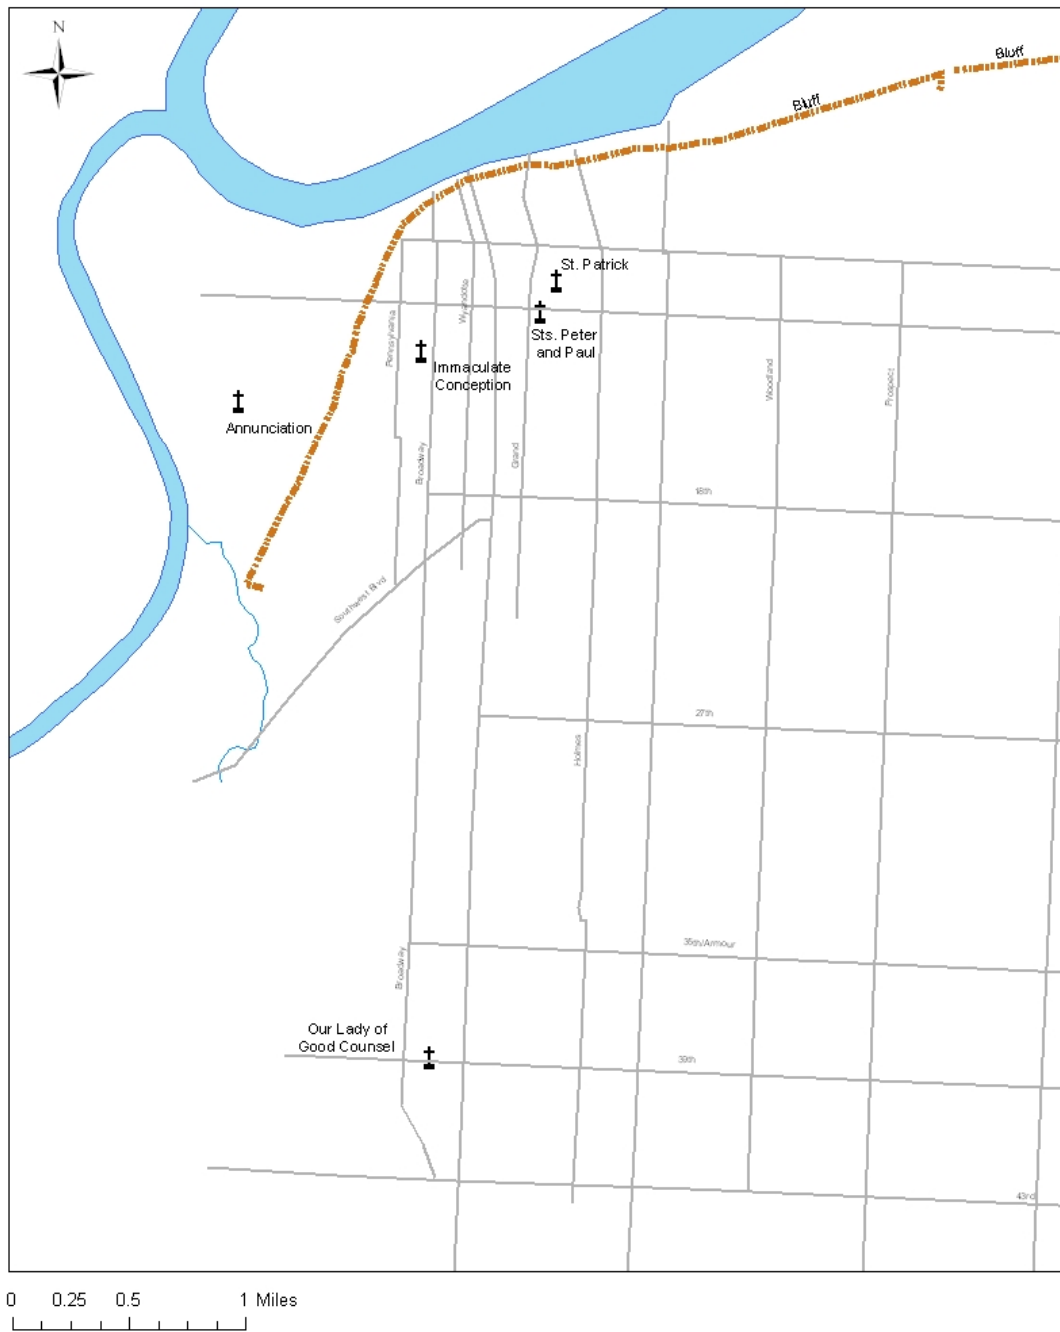 N
Bluff
Bluff
St. Patrick
Wyandotte
Pennsylvania
Sts. Peter
and Paul
Immaculate
Conception
Woodland
Prospect
Annunciation
Broadway
Grand
18th
Southwest Blvd
27th
Holmes
35th/Armour
Broadway
Our Lady of
Good Counsel
39th
43rd
0 0.25 0.5 1 Miles